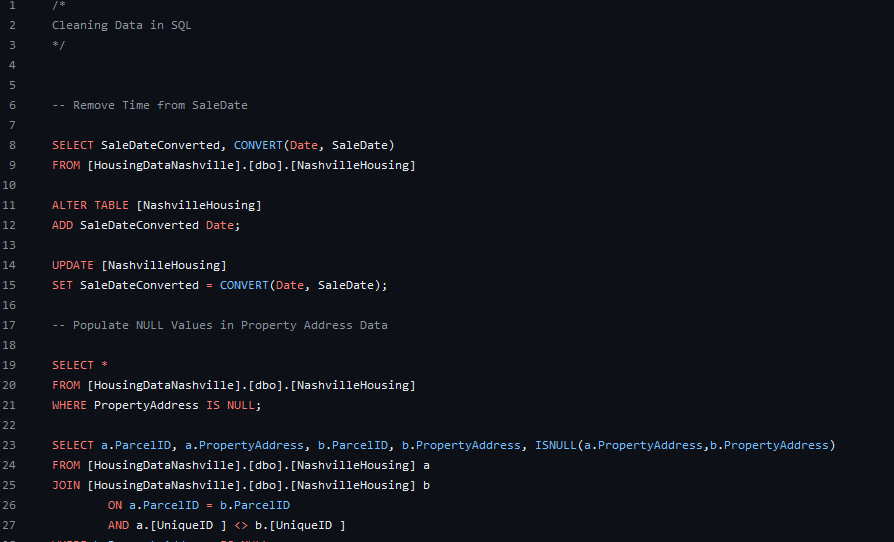 1 /*
2 Cleaning Data in SQL
3 */
4
5
6 -- Remove Time from SaleDate
7
8 SELECT SaleDateConverted, CONVERT(Date, SaleDate)
9 FROM [HousingDataNashville].[dbo].[NashvilleHousing]
10
11 ALTER TABLE [NashvilleHousing]
12 ADD SaleDateConverted Date;
13
14 UPDATE [NashvilleHousing]
15 SET SaleDateConverted = CONVERT(Date, SaleDate);
16
17 -- Populate NULL Values in Property Address Data
18
19 SELECT *
20 FROM [HousingDataNashville].[dbo].[NashvilleHousing]
21 WHERE PropertyAddress IS NULL;
22
23 SELECT a.ParcelID, a.PropertyAddress, b.ParcelID, b.PropertyAddress, ISNULL(a.PropertyAddress,b.PropertyAddress)
24 FROM [HousingDataNashville].[dbo].[NashvilleHousing] a
25 JOIN [HousingDataNashville].[dbo].[NashvilleHousing] b
26 ON a.ParcelID = b.ParcelID
27 AND a.[UniqueID ] <> b.[UniqueID ]